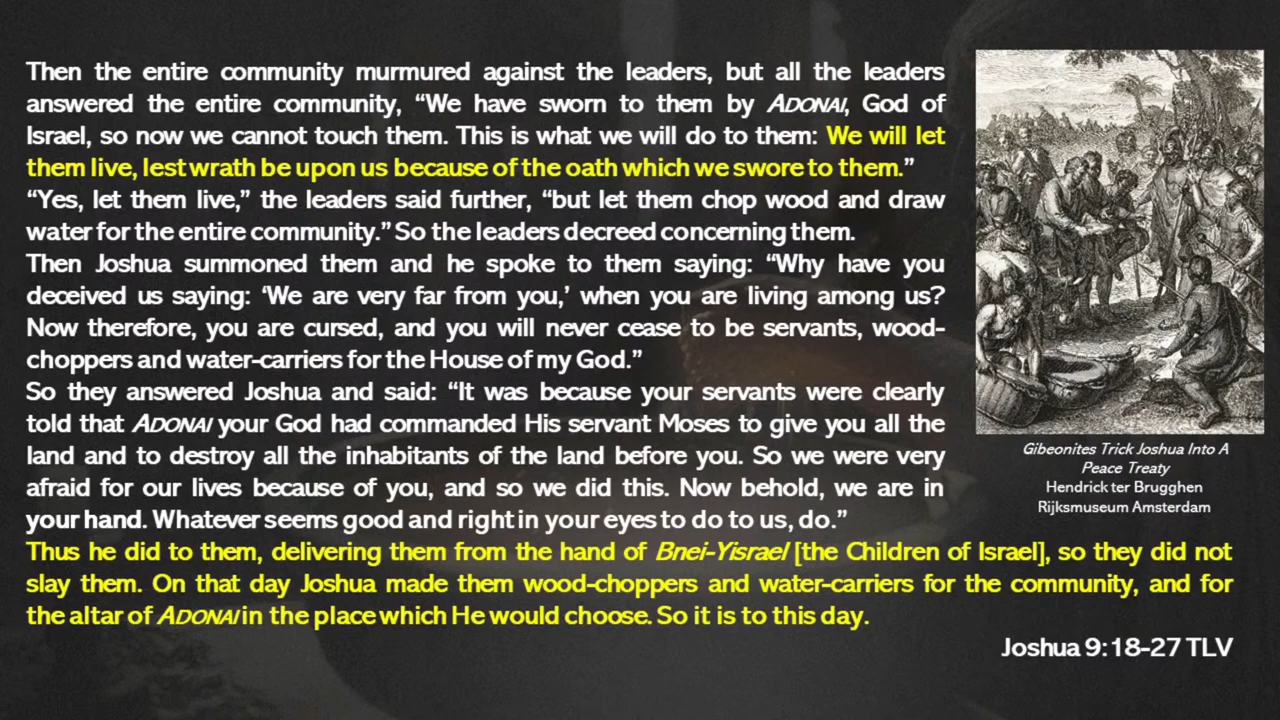 Then the entire community murmured against the leaders, but all the leaders
answered the entire community, “We have sworn to them by ADONAI, God of
Israel, so now we cannot touch them. This is what we will do to them: We will let
them live, lest wrath be upon us because of the oath which we swore to them.”
“Yes, let them live,” the leaders said further, “but let them chop wood and draw
water for the entire community.” So the leaders decreed concerning them.
Then Joshua summoned them and he spoke to them saying: “Why have you
deceived us saying: ‘We are very far from you,’ when you are living among us?
Now therefore, you are cursed, and you will never cease to be servants, wood-
choppers and water-carriers for the House of my God.”
So they answered Joshua and said: “It was because your servants were clearly
told that ADONAI your God had commanded His servant Moses to give you all the
land and to destroy all the inhabitants of the land before you. So we were very
afraid for our lives because of you, and so we did this. Now behold, we are in
your hand. Whatever seems good and right in your eyes to do to us, do.”
Thus he did to them, delivering them from the hand of Bnei-Yisrael [the Children of Israel], so they did not
slay them. On that day Joshua made them wood-choppers and water-carriers for the community, and for
the altar of ADONAI in the place which He would choose. So it is to this day.
Joshua 9:18-27 TLV
Gibeonites Trick Joshua Into A
Peace Treaty
Hendrick ter Brugghen
Rijksmuseum Amsterdam